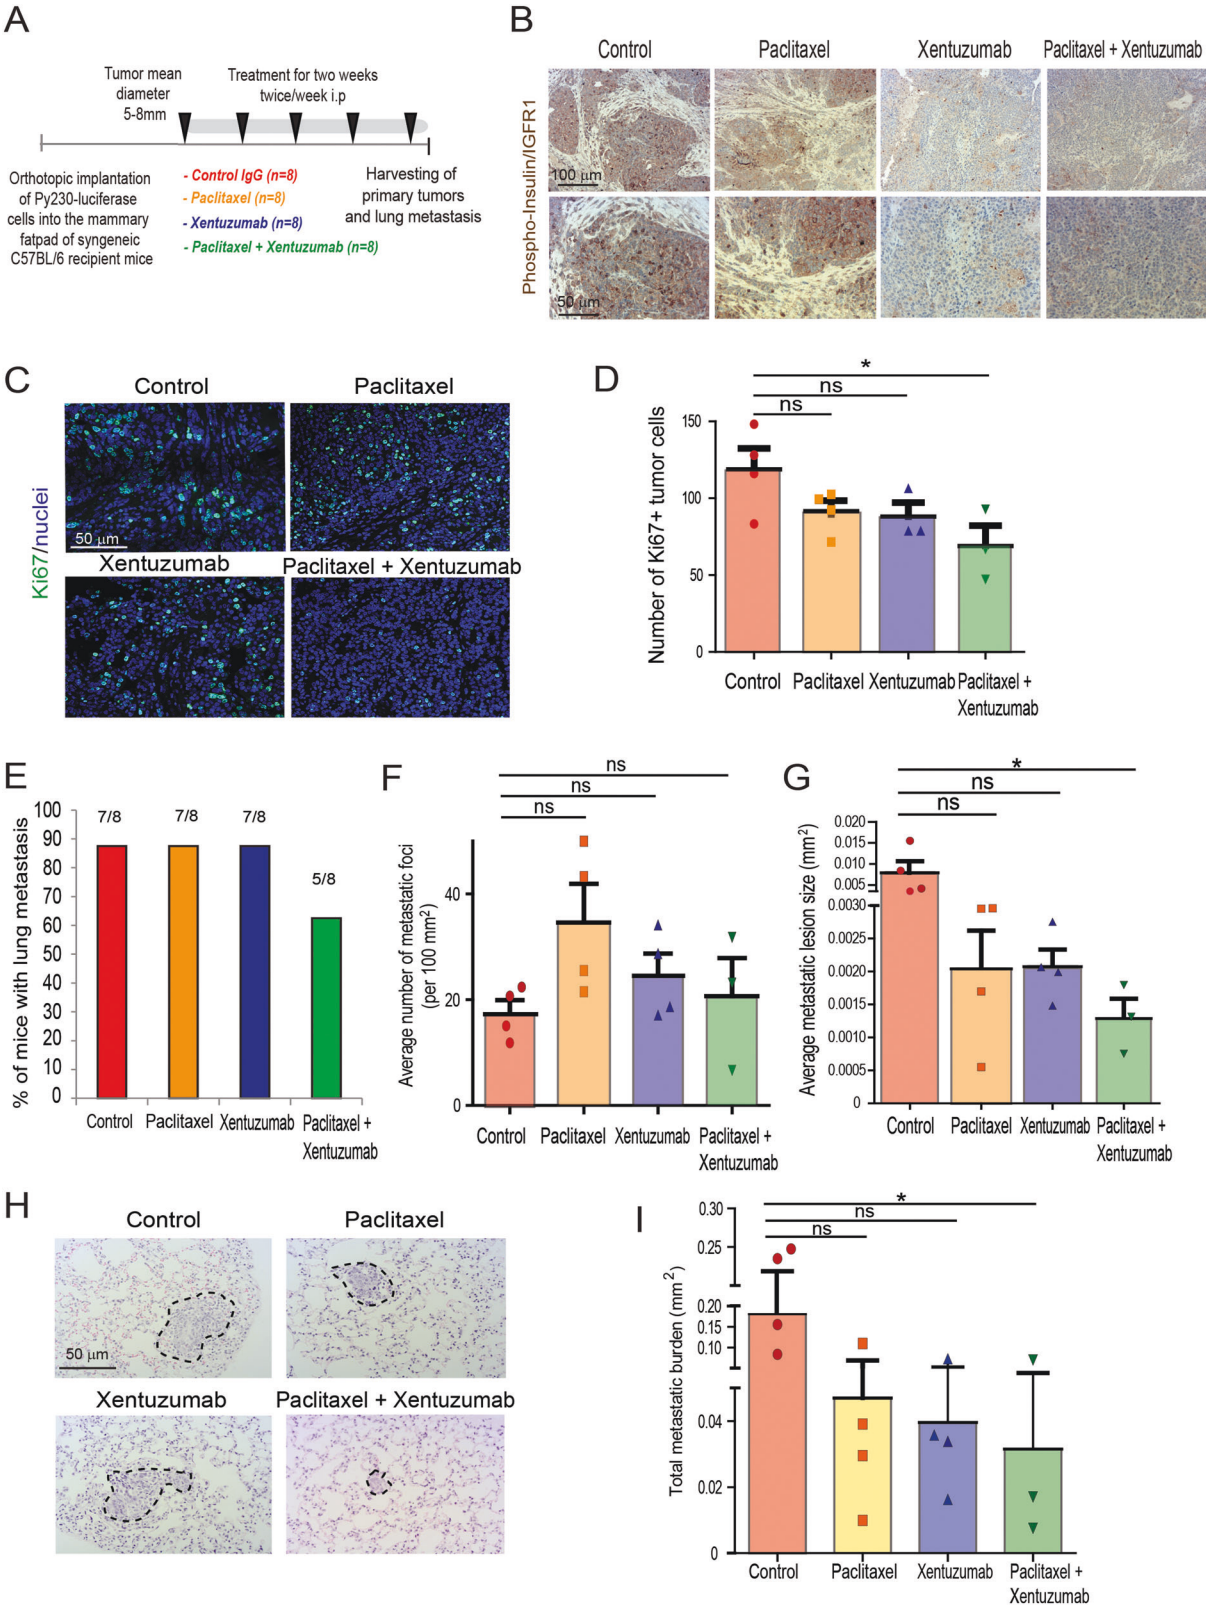 A
Tumor mean
diameter
5-8mm
Treatment for two weeks
twice/week i.p
Orthotopic implantation
of Py230-luciferase
cells into the mammary
fatpad of syngeneic
C57BL/6 recipient mice
- Control IgG (n=8)
- Paclitaxel (n=8)
- Xentuzumab (n=8)
- Paclitaxel + Xentuzumab (n=8)
Harvesting of
primary tumors
and lung metastasis
B
Control
Paclitaxel
Xentuzumab
Paclitaxel + Xentuzumab
Phospho-Insulin/IGFR1
100 μm
50 μm
C
Control
Paclitaxel
Ki67/nuclei
50 μm
Xentuzumab
Paclitaxel + Xentuzumab
D
*
ns
ns
Number of Ki67+ tumor cells
150
100
50
0
Control
Paclitaxel
Xentuzumab
Paclitaxel +
Xentuzumab
E
% of mice with lung metastasis
100
90
80
70
60
50
40
30
20
10
0
7/8
7/8
7/8
5/8
Control
Paclitaxel
Xentuzumab
Paclitaxel +
Xentuzumab
F
ns
ns
ns
Average number of metastatic foci
(per 100 mm²)
40
20
0
Control
Paclitaxel
Xentuzumab
Paclitaxel +
Xentuzumab
G
*
ns
ns
Average metastatic lesion size (mm²)
0.020
0.015
0.010
0.005
0.0030
0.0025
0.0020
0.0015
0.0010
0.0005
0
Control
Paclitaxel
Xentuzumab
Paclitaxel +
Xentuzumab
H
Control
Paclitaxel
50 μm
Xentuzumab
Paclitaxel + Xentuzumab
I
*
ns
ns
Total metastatic burden (mm²)
0.30
0.25
0.20
0.15
0.10
0.04
0.02
0
Control
Paclitaxel
Xentuzumab
Paclitaxel +
Xentuzumab